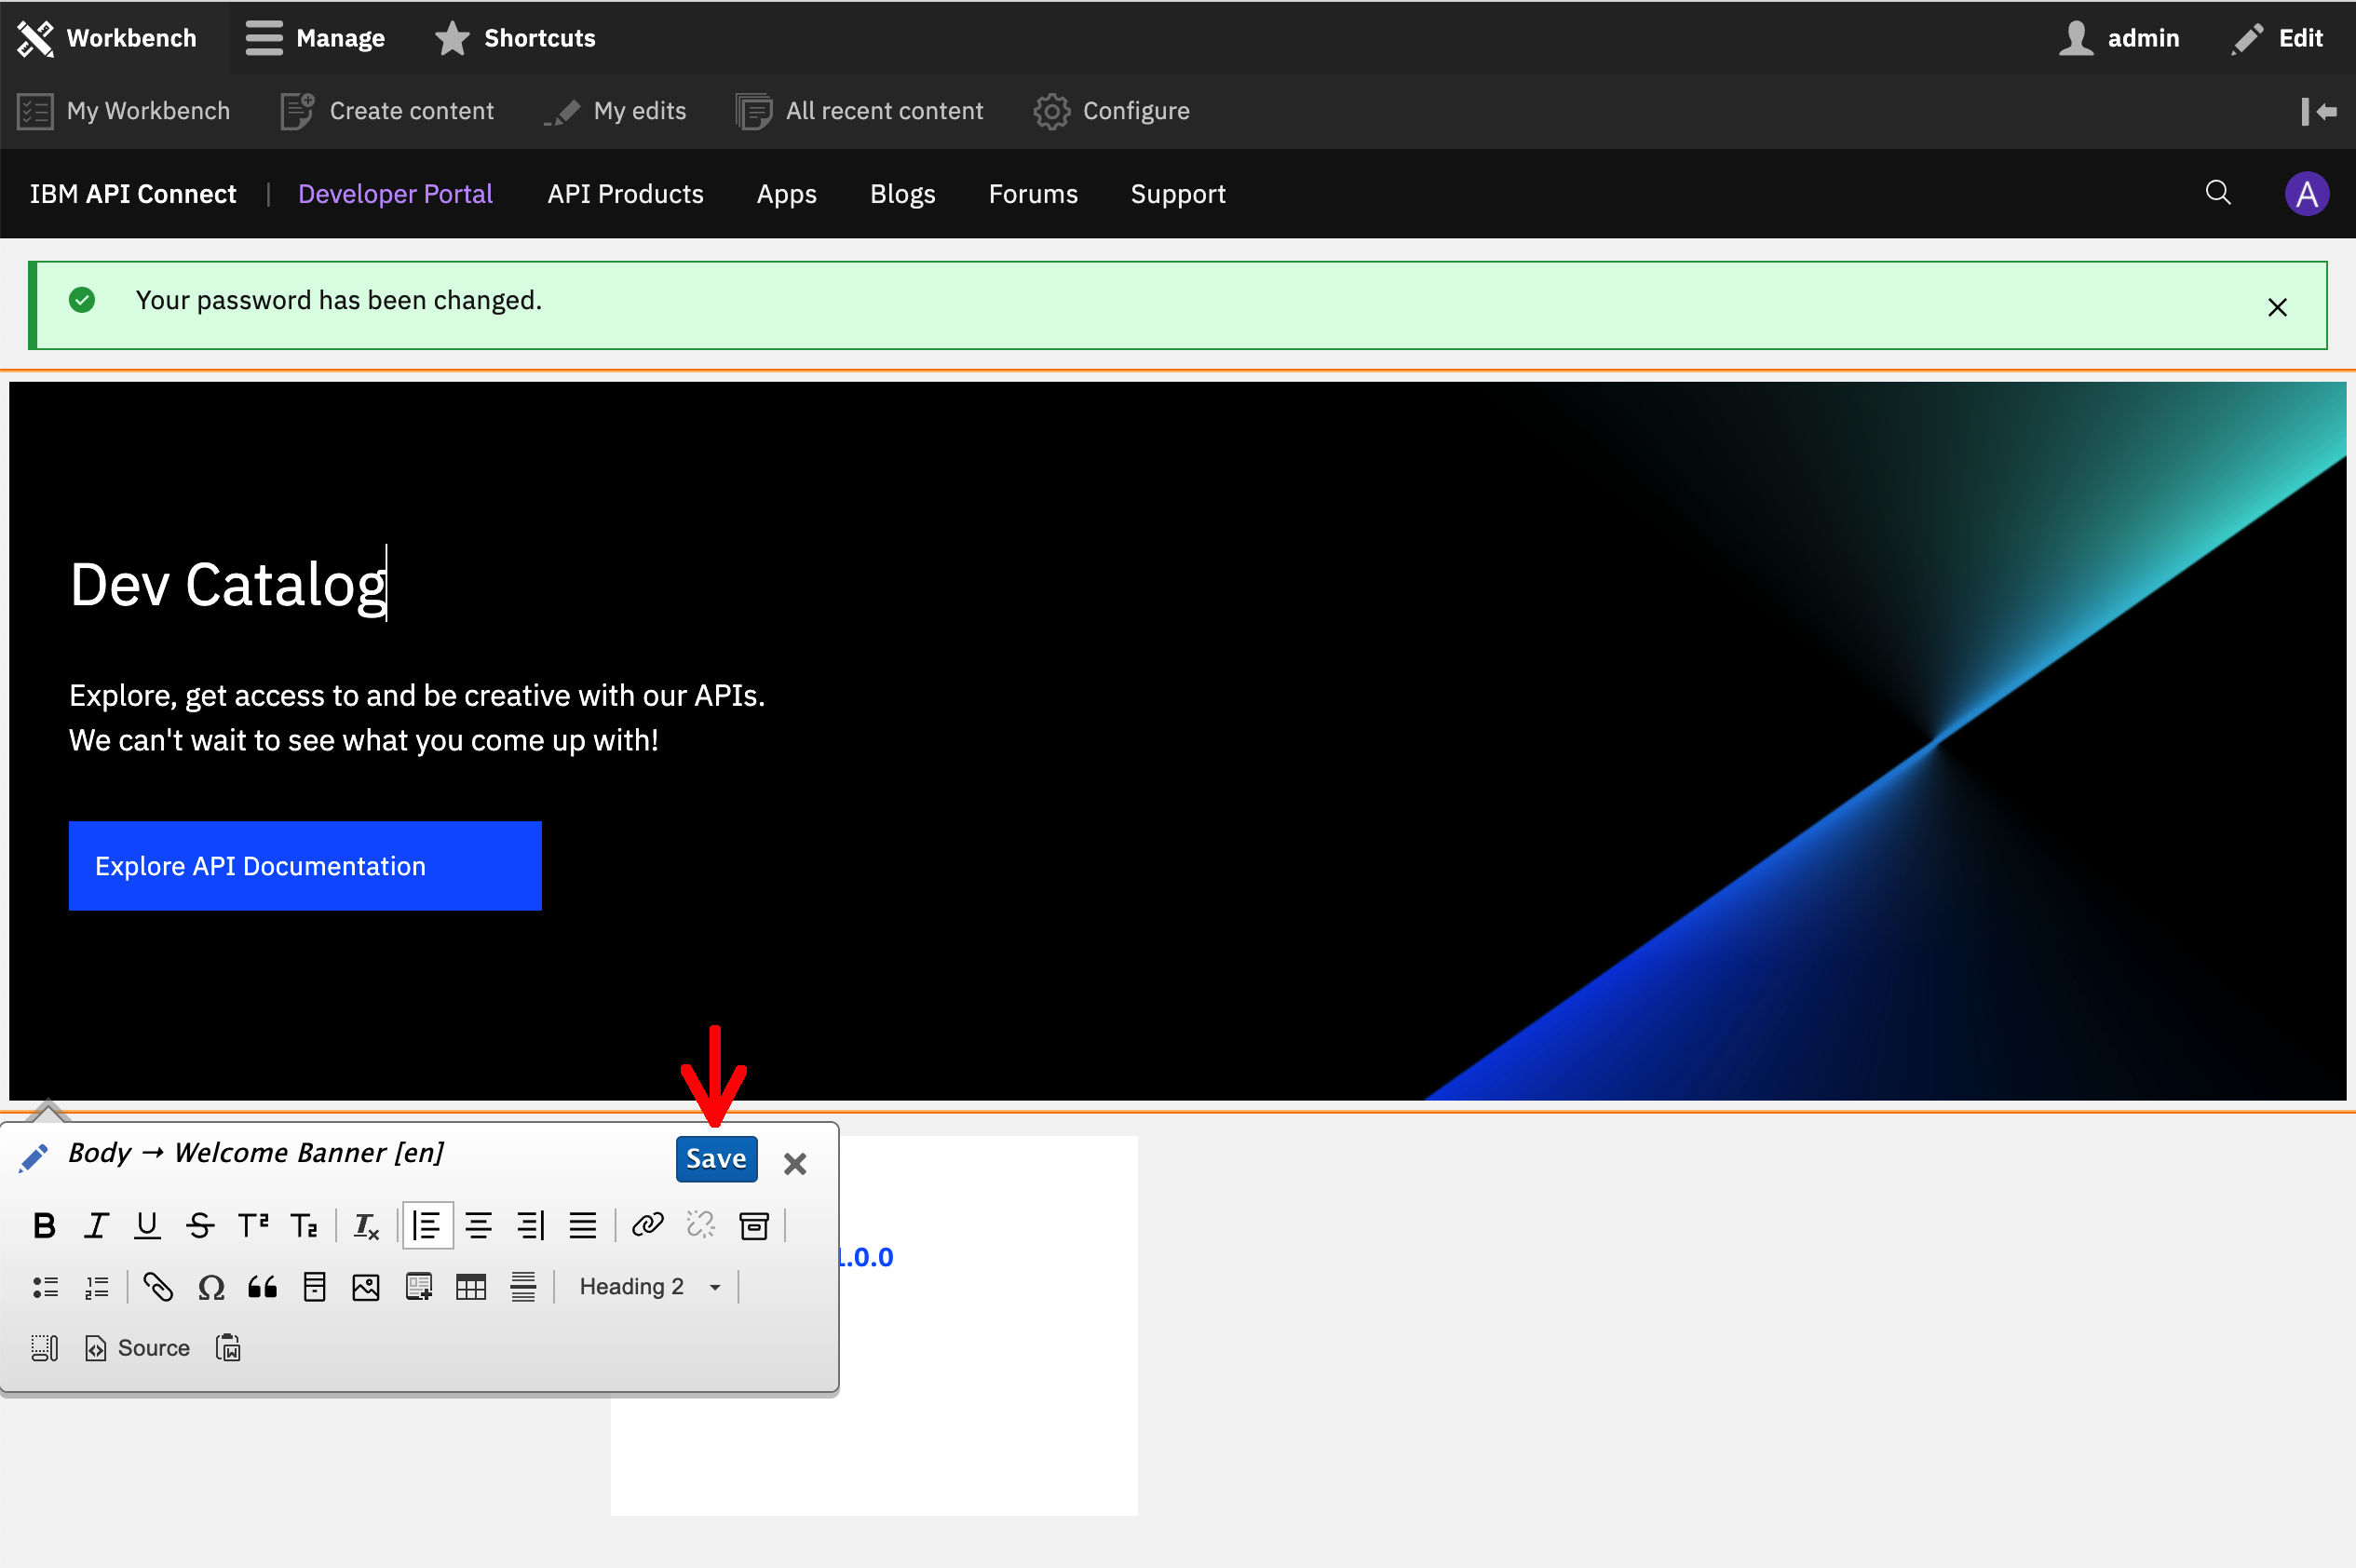 Workbench Manage Shortcuts admin Edit
My Workbench Create content My edits All recent content Configure
IBM API Connect | Developer Portal API Products Apps Blogs Forums Support A
Your password has been changed.
Dev Catalog
Explore, get access to and be creative with our APIs.
We can't wait to see what you come up with!
Explore API Documentation
Body → Welcome Banner [en] Save
1.0.0
Heading 2
Source